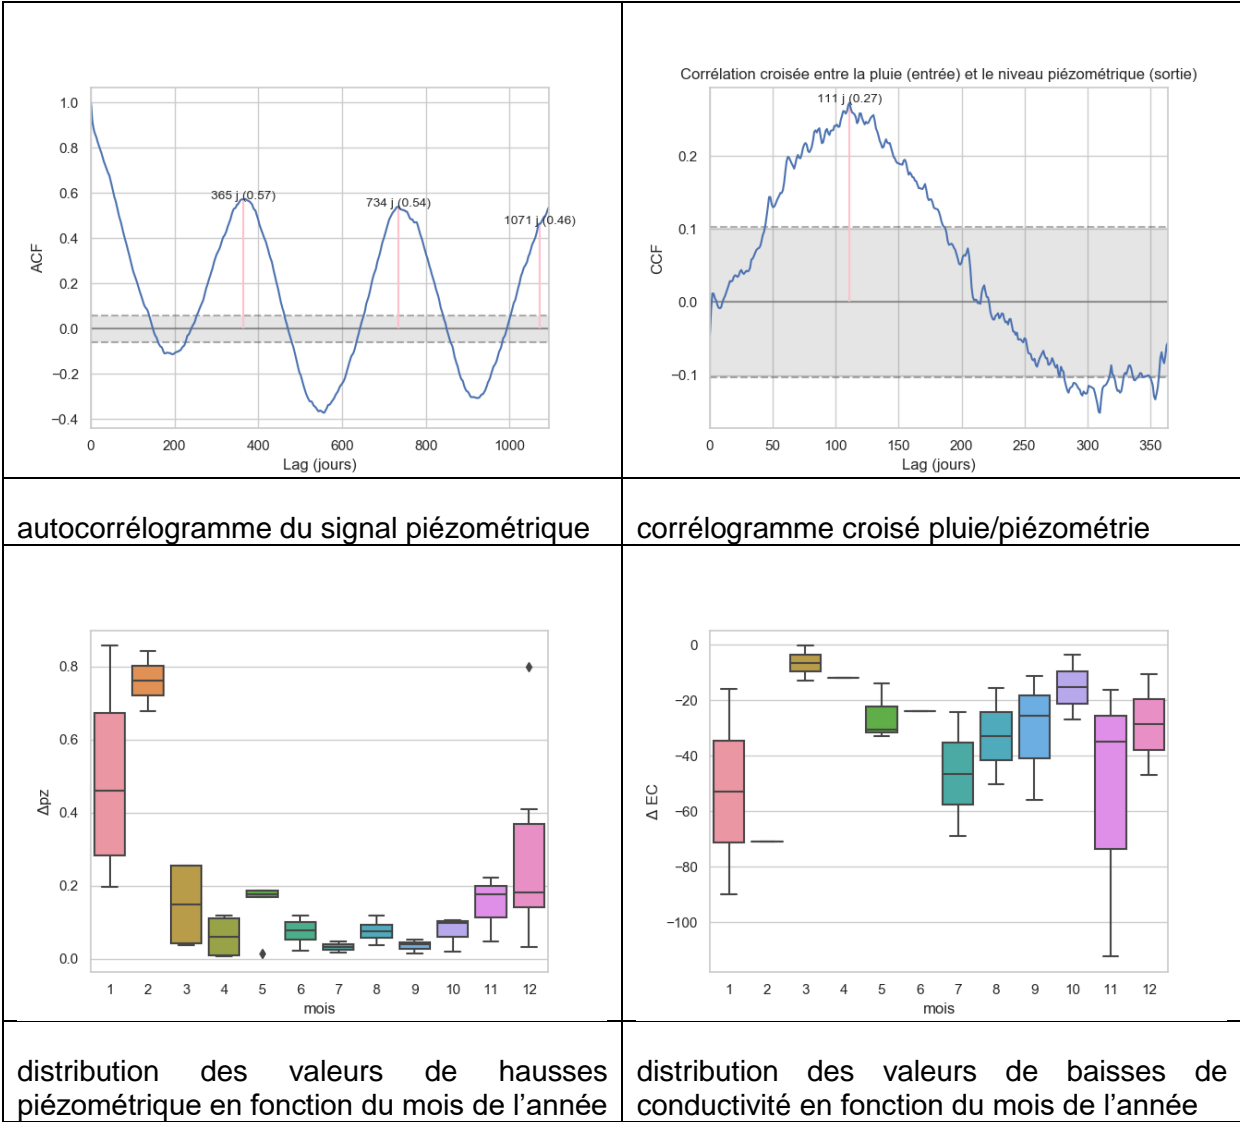 1.0
0.8
0.6
0.4
0.2
0.0
−0.2
−0.4
ACF
365 j (0.57)
734 j (0.54)
1071 j (0.46)
0 200 400 600 800 1000
Lag (jours)
Corrélation croisée entre la pluie (entrée) et le niveau piézométrique (sortie)
111 j (0.27)
0.2
0.1
0.0
−0.1
CCF
0 50 100 150 200 250 300 350
Lag (jours)
autocorrélogramme du signal piézométrique
corrélogramme croisé pluie/piézométrie
0.8
0.6
0.4
0.2
0.0
Δpz
1 2 3 4 5 6 7 8 9 10 11 12
mois
0
−20
−40
−60
−80
−100
Δ EC
1 2 3 4 5 6 7 8 9 10 11 12
mois
distribution des valeurs de hausses
piézométrique en fonction du mois de l’année
distribution des valeurs de baisses de
conductivité en fonction du mois de l’année